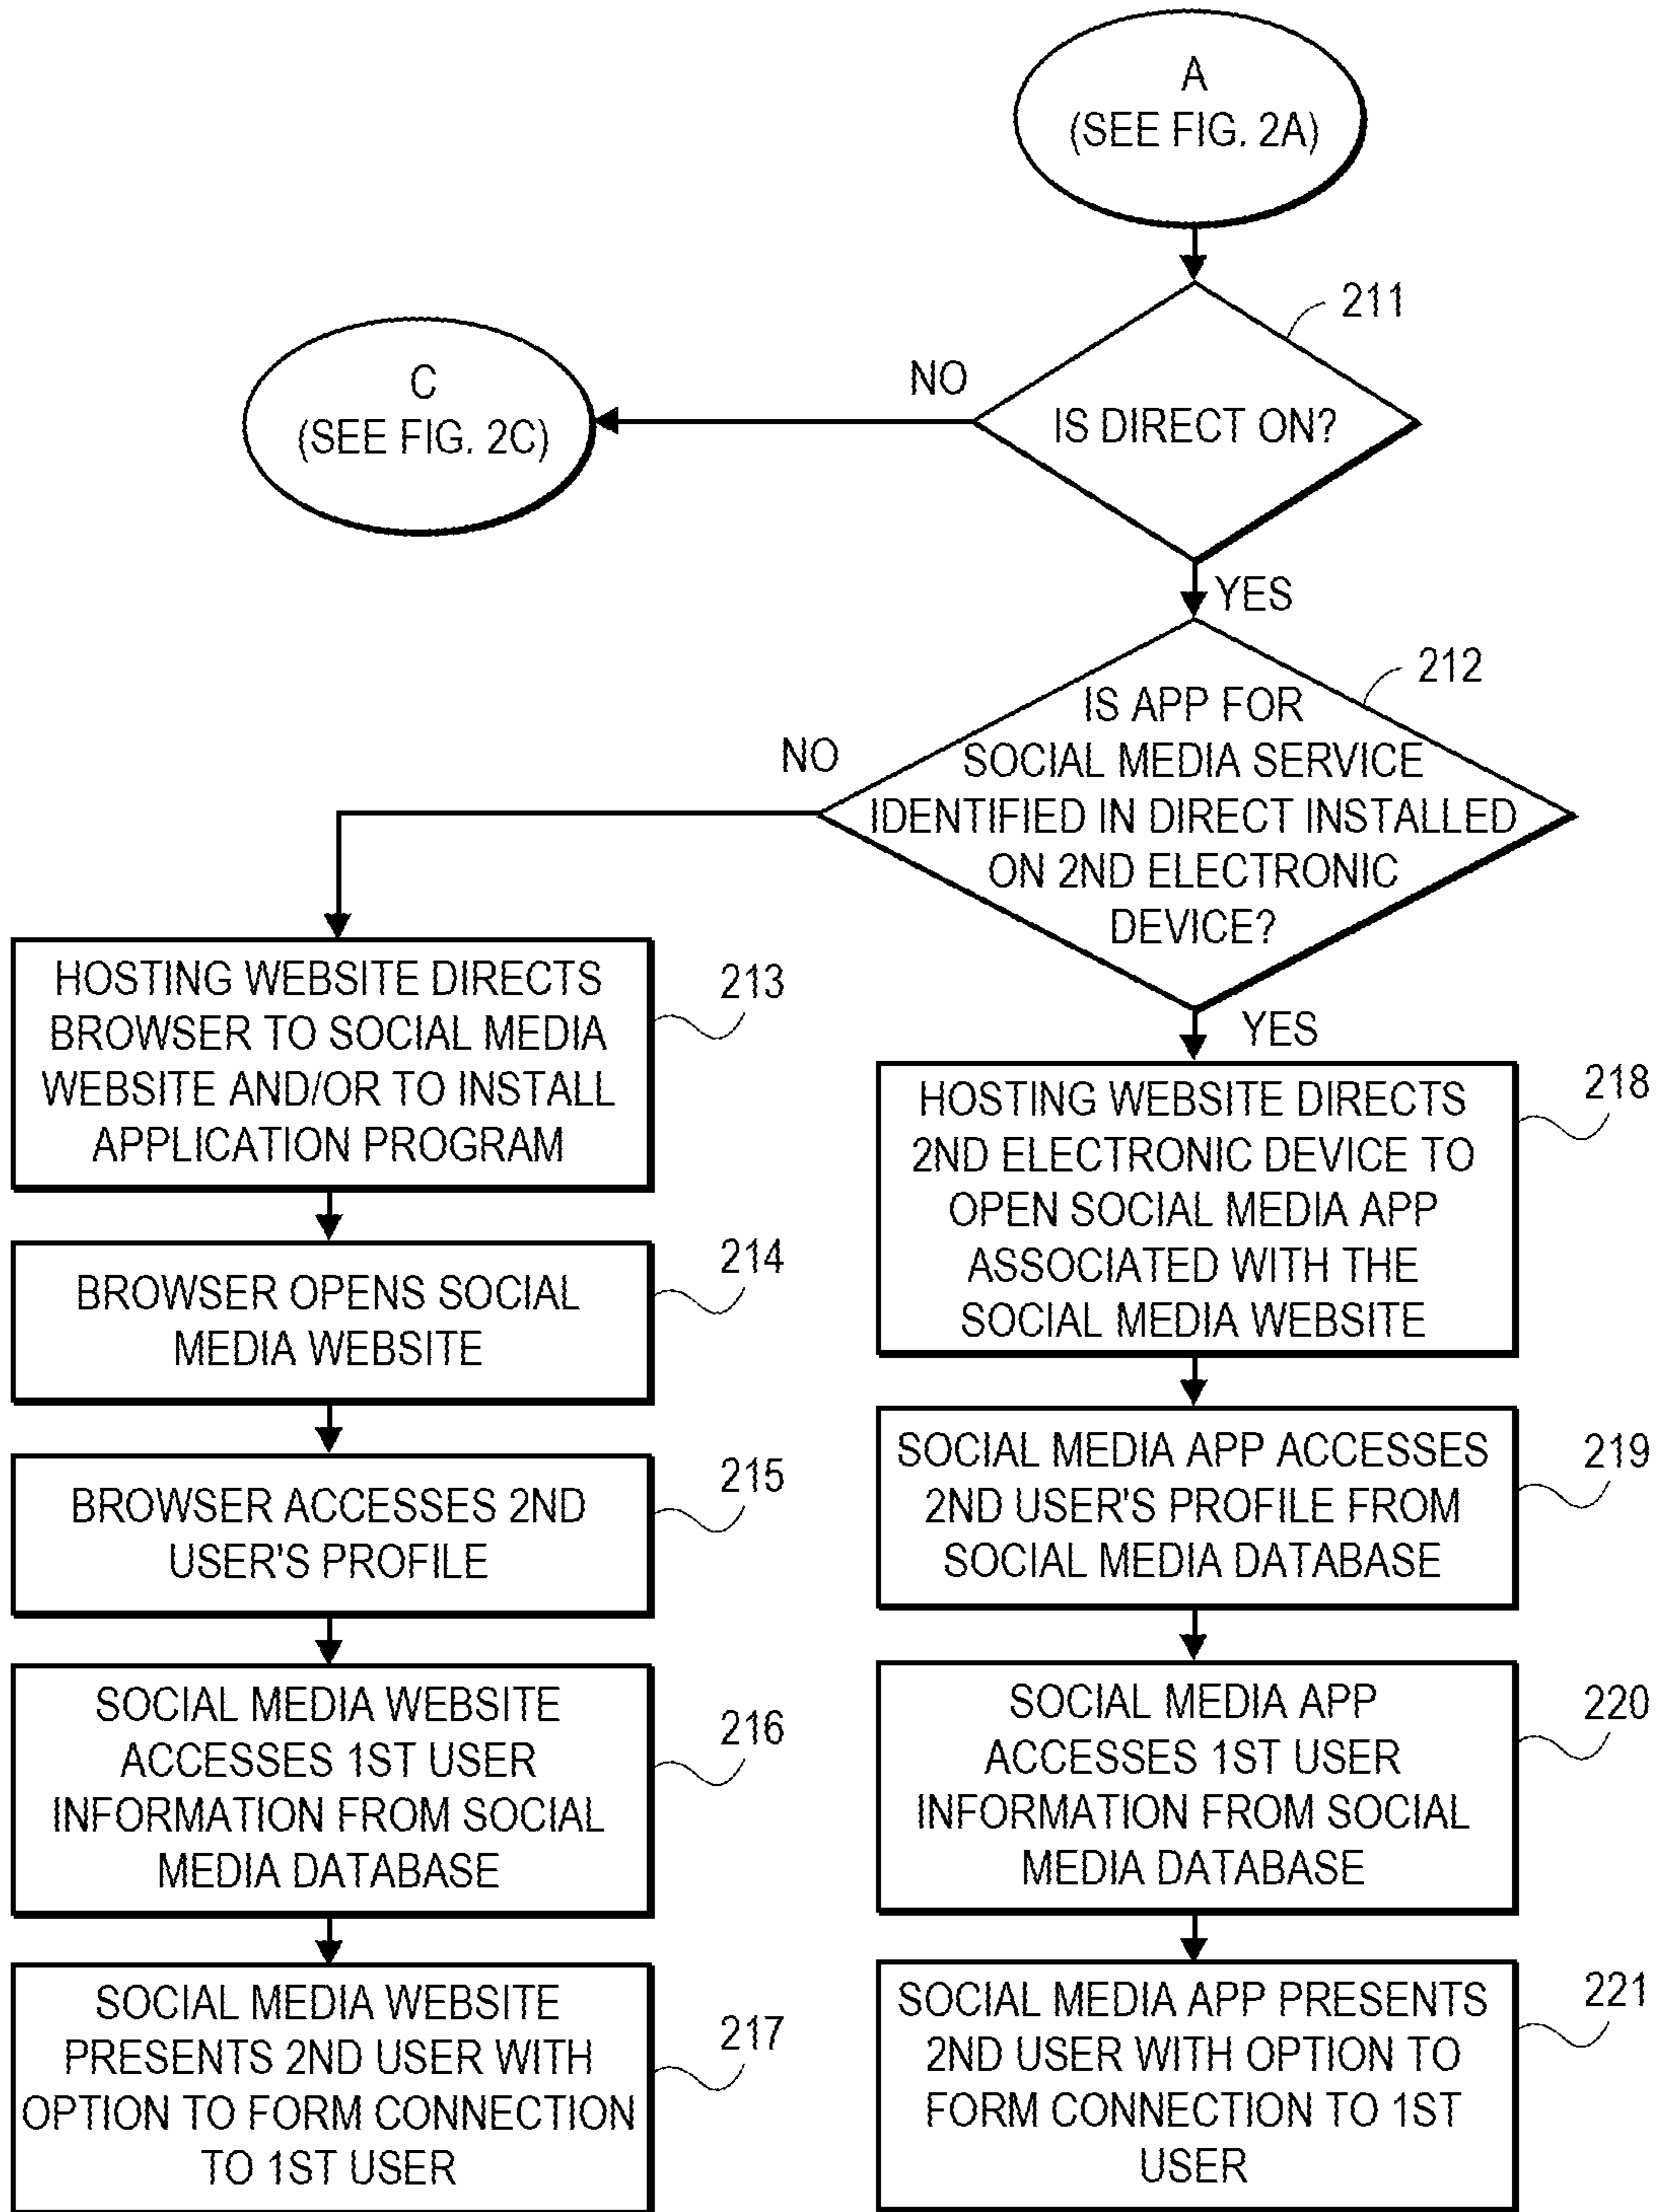 A
(SEE FIG. 2A)
211
IS DIRECT ON?
NO
C
(SEE FIG. 2C)
YES
212
IS APP FOR
SOCIAL MEDIA SERVICE
IDENTIFIED IN DIRECT INSTALLED
ON 2ND ELECTRONIC
DEVICE?
NO
YES
HOSTING WEBSITE DIRECTS
BROWSER TO SOCIAL MEDIA
WEBSITE AND/OR TO INSTALL
APPLICATION PROGRAM
213
BROWSER OPENS SOCIAL
MEDIA WEBSITE
214
BROWSER ACCESSES 2ND
USER'S PROFILE
215
SOCIAL MEDIA WEBSITE
ACCESSES 1ST USER
INFORMATION FROM SOCIAL
MEDIA DATABASE
216
SOCIAL MEDIA WEBSITE
PRESENTS 2ND USER WITH
OPTION TO FORM CONNECTION
TO 1ST USER
217
HOSTING WEBSITE DIRECTS
2ND ELECTRONIC DEVICE TO
OPEN SOCIAL MEDIA APP
ASSOCIATED WITH THE
SOCIAL MEDIA WEBSITE
218
SOCIAL MEDIA APP ACCESSES
2ND USER'S PROFILE FROM
SOCIAL MEDIA DATABASE
219
SOCIAL MEDIA APP
ACCESSES 1ST USER
INFORMATION FROM SOCIAL
MEDIA DATABASE
220
SOCIAL MEDIA APP PRESENTS
2ND USER WITH OPTION TO
FORM CONNECTION TO 1ST
USER
221